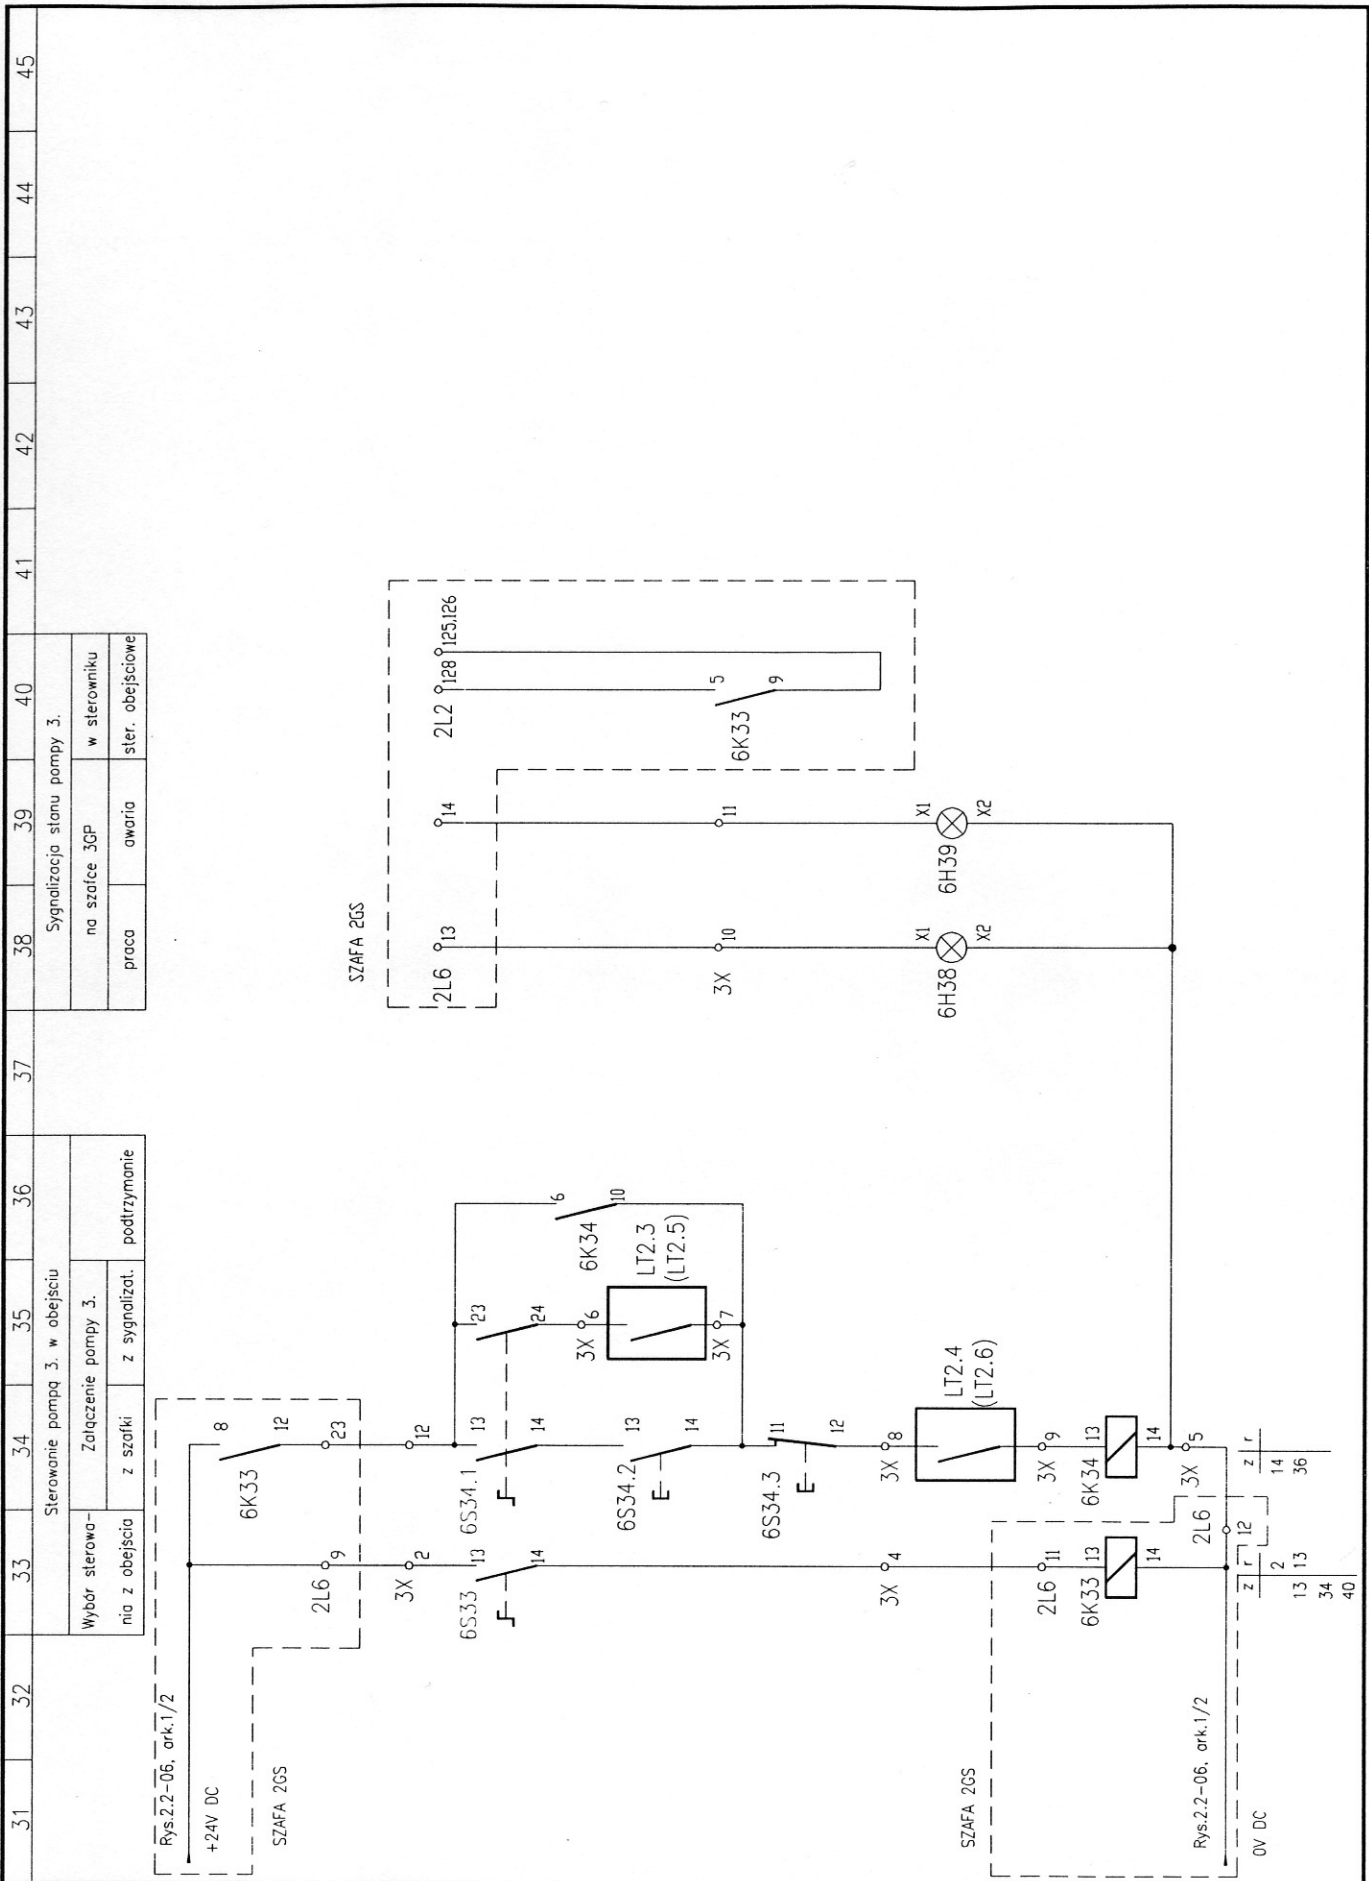 31
32
33
34
35
36
37
38
39
40
41
42
43
44
45
Sterowanie pompą 3. w obejściu
Wybór sterowa-
nia z obejścia
Załączenie pompy 3.
z szafki
z sygnalizat.
podtrzymanie
Sygnalizacja stanu pompy 3.
na szafce 3GP
w sterowniku
praca
awaria
ster. obejściowe
Rys.2.2-06, ark.1/2
+24V DC
SZAFA 2GS
8
6K33
12
2L6
9
23
3X
2
12
13
6S33
14
13
6S34.1
14
23
24
3X
6
LT2.3
(LT2.5)
3X
7
6
6K34
10
13
6S34.2
14
11
6S34.3
12
3X
4
3X
8
LT2.4
(LT2.6)
3X
9
2L6
11
6K33
13
14
6K34
13
14
3X
5
2L6
12
SZAFA 2GS
Rys.2.2-06, ark.1/2
0V DC
z r
13 2
34 13
40
z r
14
36
SZAFA 2GS
2L6
13
14
2L2
128
125,126
5
6K33
9
3X
10
11
X1
6H38
X2
X1
6H39
X2